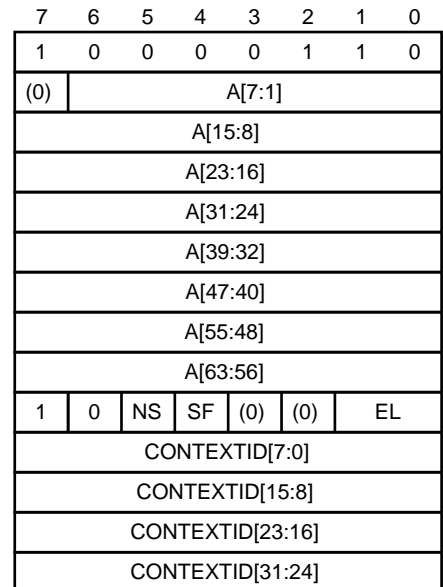 7 6 5 4 3 2 1 0
1 0 0 0 0 1 1 0
(0) A[7:1]
A[15:8]
A[23:16]
A[31:24]
A[39:32]
A[47:40]
A[55:48]
A[63:56]
1 0 NS SF (0) (0) EL
CONTEXTID[7:0]
CONTEXTID[15:8]
CONTEXTID[23:16]
CONTEXTID[31:24]